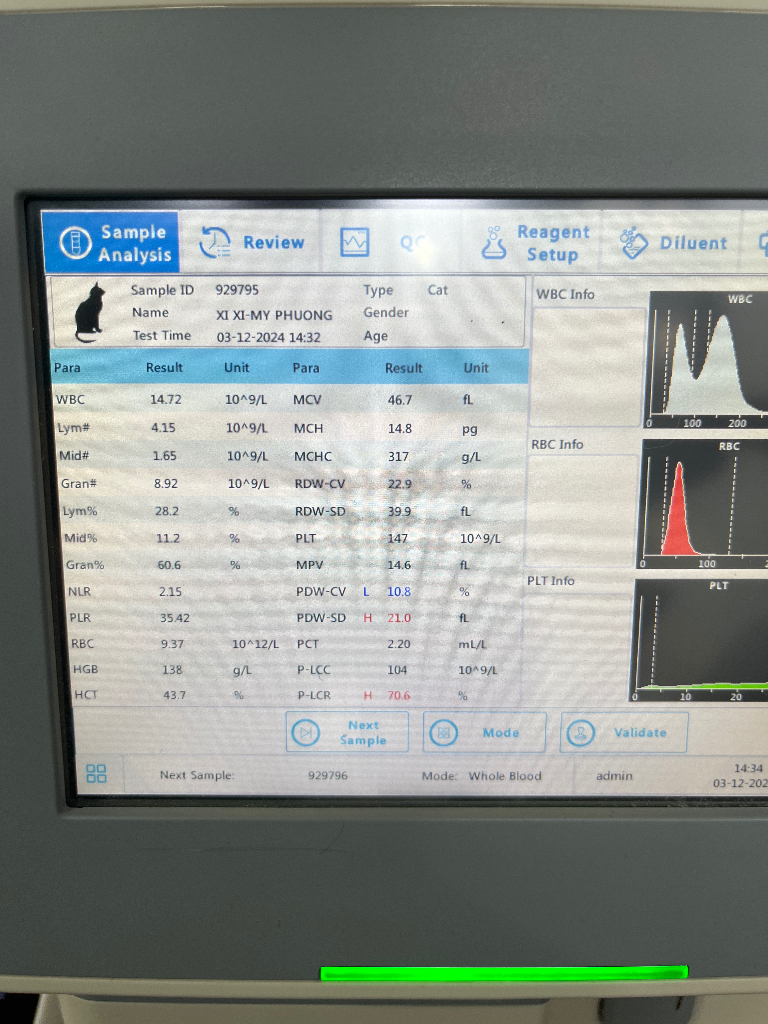 Sample Analysis
Review
Reagent Setup
Diluent
Sample ID 929795 Type Cat
Name XI XI-MY PHUONG Gender
Test Time 03-12-2024 14:32 Age
Para Result Unit Para Result Unit
WBC 14.72 10^9/L MCV 46.7 fL
Lym# 4.15 10^9/L MCH 14.8 pg
Mid# 1.65 10^9/L MCHC 317 g/L
Gran# 8.92 10^9/L RDW-CV 22.9 %
Lym% 28.2 % RDW-SD 39.9 fL
Mid% 11.2 % PLT 147 10^9/L
Gran% 60.6 % MPV 14.6 fL
NLR 2.15 PDW-CV L 10.8 %
PLR 35.42 PDW-SD H 21.0 fL
RBC 9.37 10^12/L PCT 2.20 mL/L
HGB 138 g/L P-LCC 104 10^9/L
HCT 43.7 % P-LCR H 70.6 %
WBC Info
WBC
0 100 200
RBC Info
RBC
0 100
PLT Info
PLT
0 10 20
Next Sample
Mode
Validate
Next Sample: 929796 Mode: Whole Blood admin
14:34
03-12-202